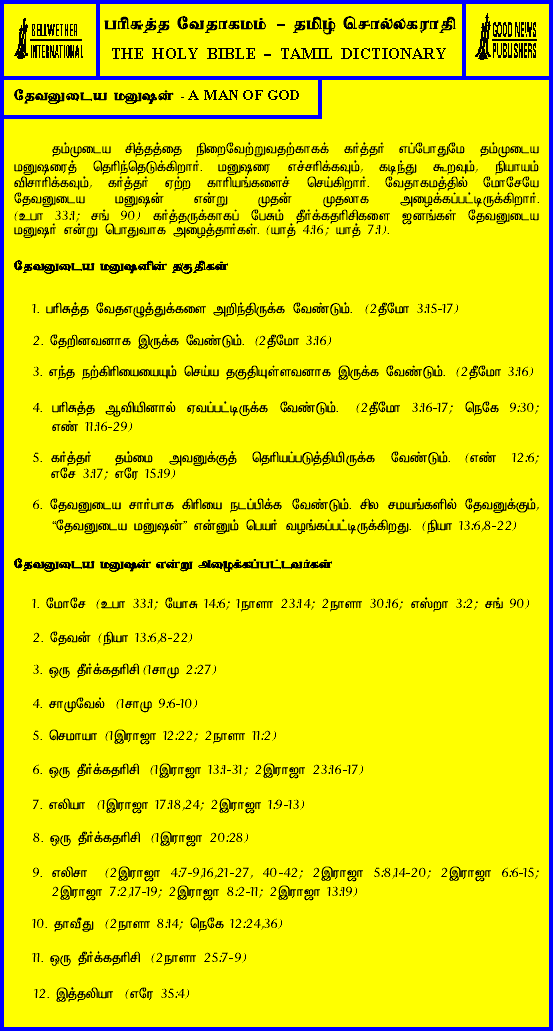 BELLWETHER
INTERNATIONAL
பரிசுத்த வேதாகமம் – தமிழ் சொல்லகராதி
THE HOLY BIBLE – TAMIL DICTIONARY
GOOD NEWS
PUBLISHERS
தேவனுடைய மனுஷன் - A MAN OF GOD
தம்முடைய சித்தத்தை நிறைவேற்றுவதற்காகக் கர்த்தர் எப்போதுமே தம்முடைய
மனுஷரைத் தெரிந்தெடுக்கிறார். மனுஷரை எச்சரிக்கவும், கடிந்து கூறவும், நியாயம்
விசாரிக்கவும், கர்த்தர் ஏற்ற காரியங்களைச் செய்கிறார். வேதாகமத்தில் மோசேயே
தேவனுடைய மனுஷன் என்று முதன் முதலாக அழைக்கப்பட்டிருக்கிறார்.
(உபா 33:1; சங் 90) கர்த்தருக்காகப் பேசும் தீர்க்கதரிசிகளை ஜனங்கள் தேவனுடைய
மனுஷர் என்று பொதுவாக அழைத்தார்கள். (யாத் 4:16; யாத் 7:1).
தேவனுடைய மனுஷனின் தகுதிகள்
1. பரிசுத்த வேதஎழுத்துக்களை அறிந்திருக்க வேண்டும். (2தீமோ 3:15-17)
2. தேறினவனாக இருக்க வேண்டும். (2தீமோ 3:16)
3. எந்த நற்கிரியையையும் செய்ய தகுதியுள்ளவனாக இருக்க வேண்டும். (2தீமோ 3:16)
4. பரிசுத்த ஆவியினால் ஏவப்பட்டிருக்க வேண்டும். (2தீமோ 3:16-17; நெகே 9:30;
எண் 11:16-29)
5. கர்த்தர் தம்மை அவனுக்குத் தெரியப்படுத்தியிருக்க வேண்டும். (எண் 12:6;
எசே 3:17; எரே 15:19)
6. தேவனுடைய சார்பாக கிரியை நடப்பிக்க வேண்டும். சில சமயங்களில் தேவனுக்கும்,
“தேவனுடைய மனுஷன்” என்னும் பெயர் வழங்கப்பட்டிருக்கிறது. (நியா 13:6,8-22)
தேவனுடைய மனுஷன் என்று அழைக்கப்பட்டவர்கள்
1. மோசே (உபா 33:1; யோசு 14:6; 1நாளா 23:14; 2நாளா 30:16; எஸ்றா 3:2; சங் 90)
2. தேவன் (நியா 13:6,8-22)
3. ஒரு தீர்க்கதரிசி (1சாமு 2:27)
4. சாமுவேல் (1சாமு 9:6-10)
5. செமாயா (1இராஜா 12:22; 2நாளா 11:2)
6. ஒரு தீர்க்கதரிசி (1இராஜா 13:1-31; 2இராஜா 23:16-17)
7. எலியா (1இராஜா 17:18,24; 2இராஜா 1:9-13)
8. ஒரு தீர்க்கதரிசி (1இராஜா 20:28)
9. எலிசா (2இராஜா 4:7-9,16,21-27, 40-42; 2இராஜா 5:8,14-20; 2இராஜா 6:6-15;
2இராஜா 7:2,17-19; 2இராஜா 8:2-11; 2இராஜா 13:19)
10. தாவீது (2நாளா 8:14; நெகே 12:24,36)
11. ஒரு தீர்க்கதரிசி (2நாளா 25:7-9)
12. இத்தலியா (எரே 35:4)